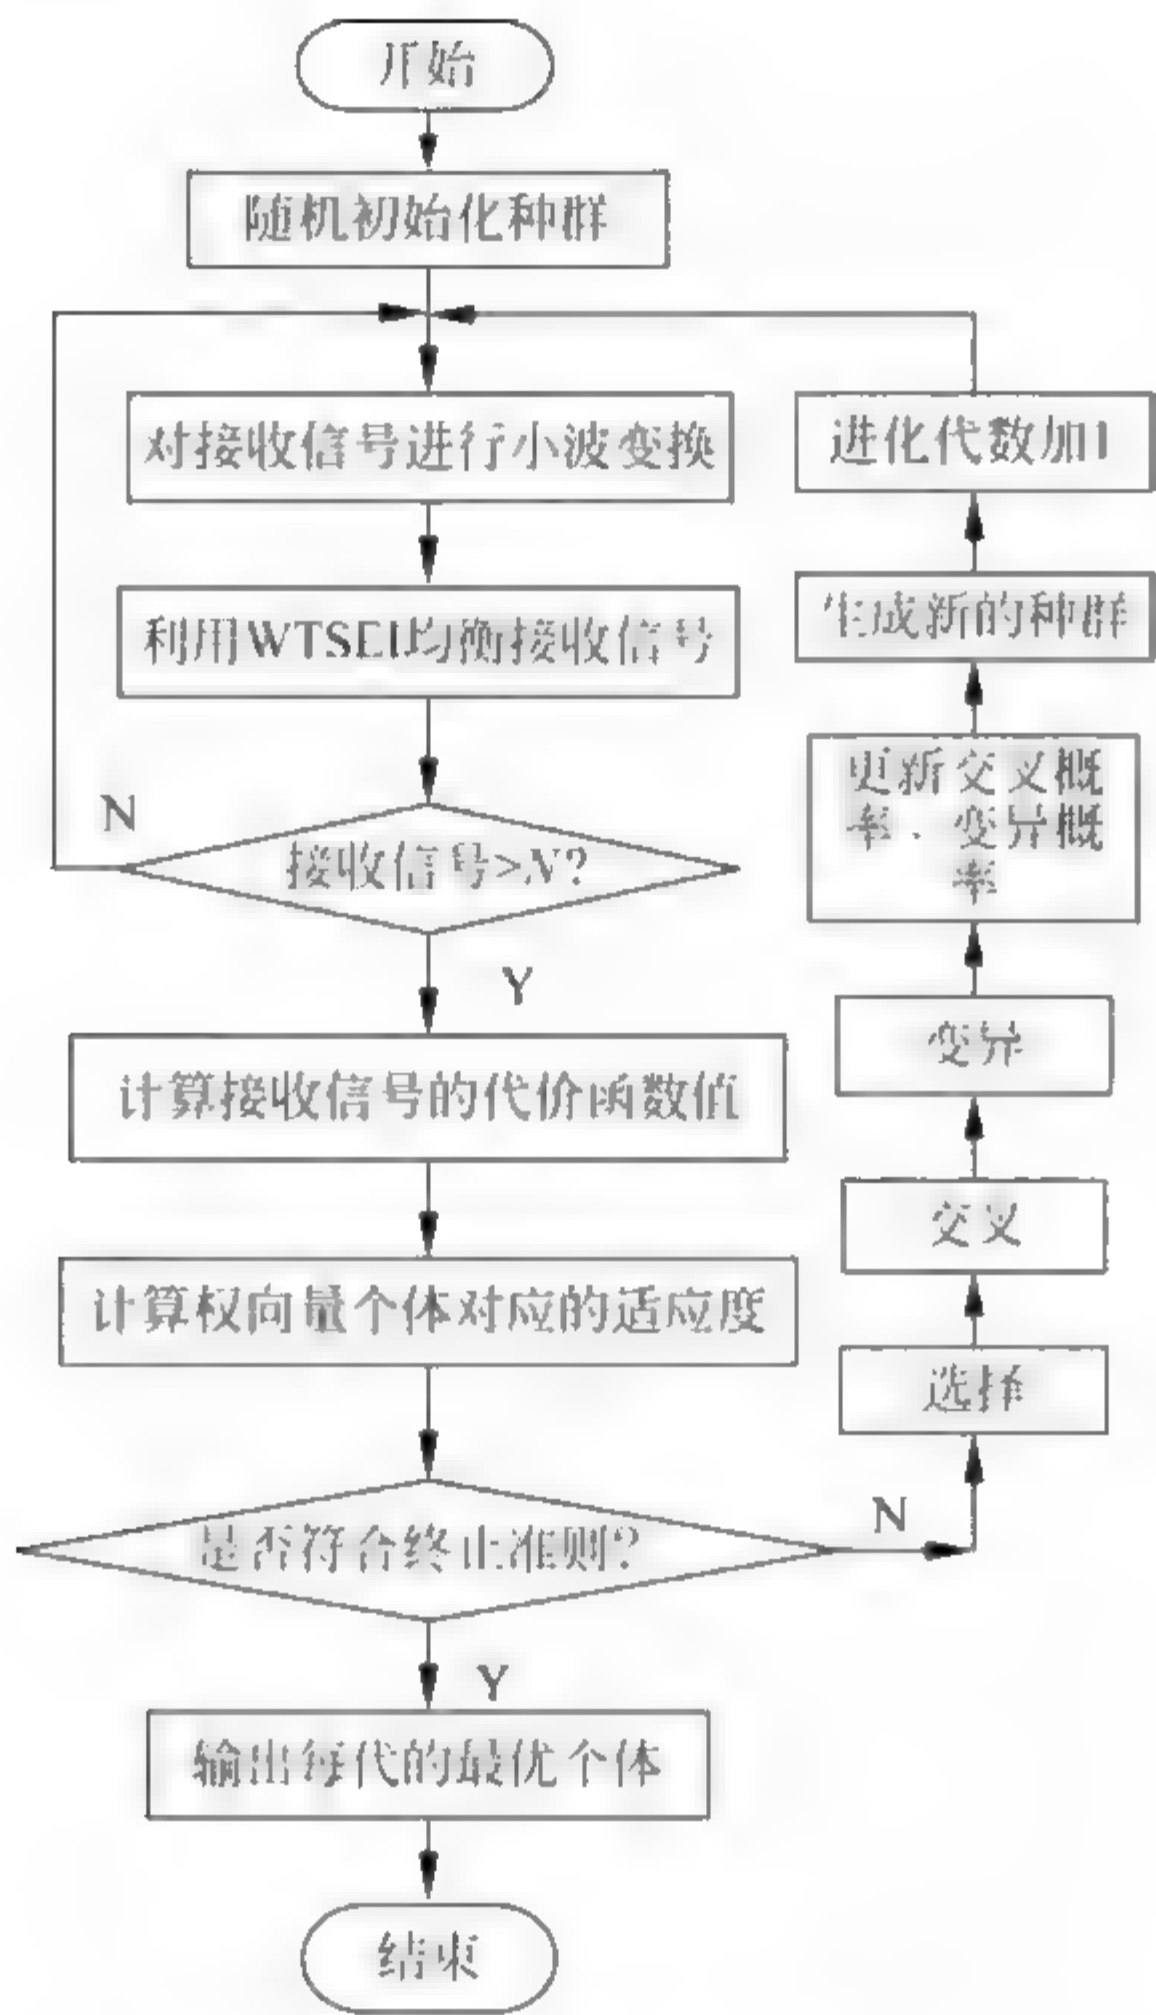 开始
随机初始化种群
对接收信号进行小波变换
进化代数加1
利用WTSEI均衡接收信号
生成新的种群
更新交叉概
率、变异概
率
N
接收信号>N?
Y
变异
计算接收信号的代价函数值
交叉
计算权向量个体对应的适应度
选择
是否符合终止准则?
N
Y
输出每代的最优个体
结束